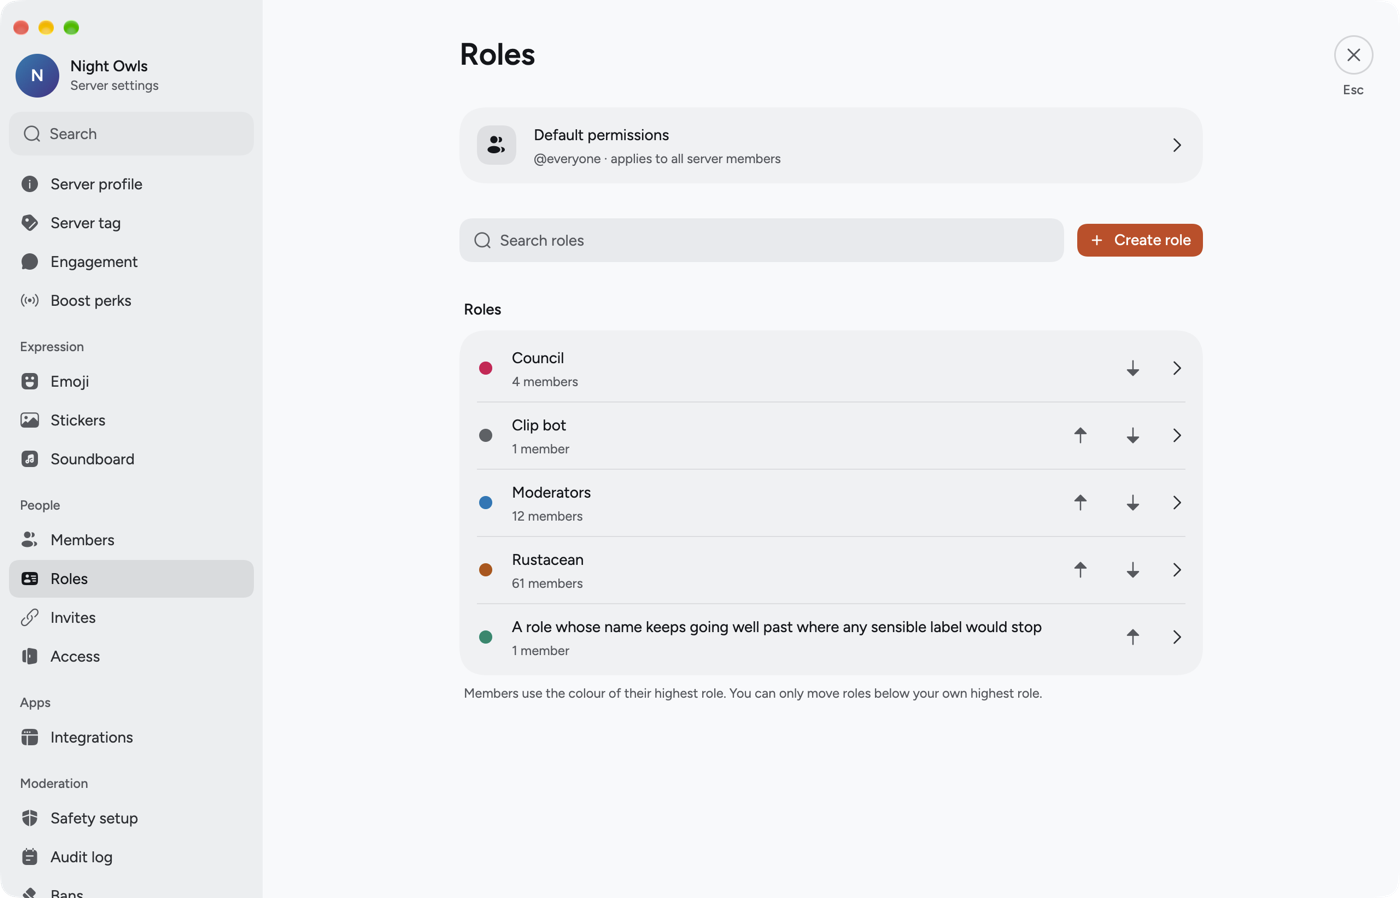 N
Night Owls
Server settings
Search
Server profile
Server tag
Engagement
Boost perks
Expression
Emoji
Stickers
Soundboard
People
Members
Roles
Invites
Access
Apps
Integrations
Moderation
Safety setup
Audit log
Bans
Roles
Esc
Default permissions
@everyone · applies to all server members
Search roles
+ Create role
Roles
Council
4 members
Clip bot
1 member
Moderators
12 members
Rustacean
61 members
A role whose name keeps going well past where any sensible label would stop
1 member
Members use the colour of their highest role. You can only move roles below your own highest role.